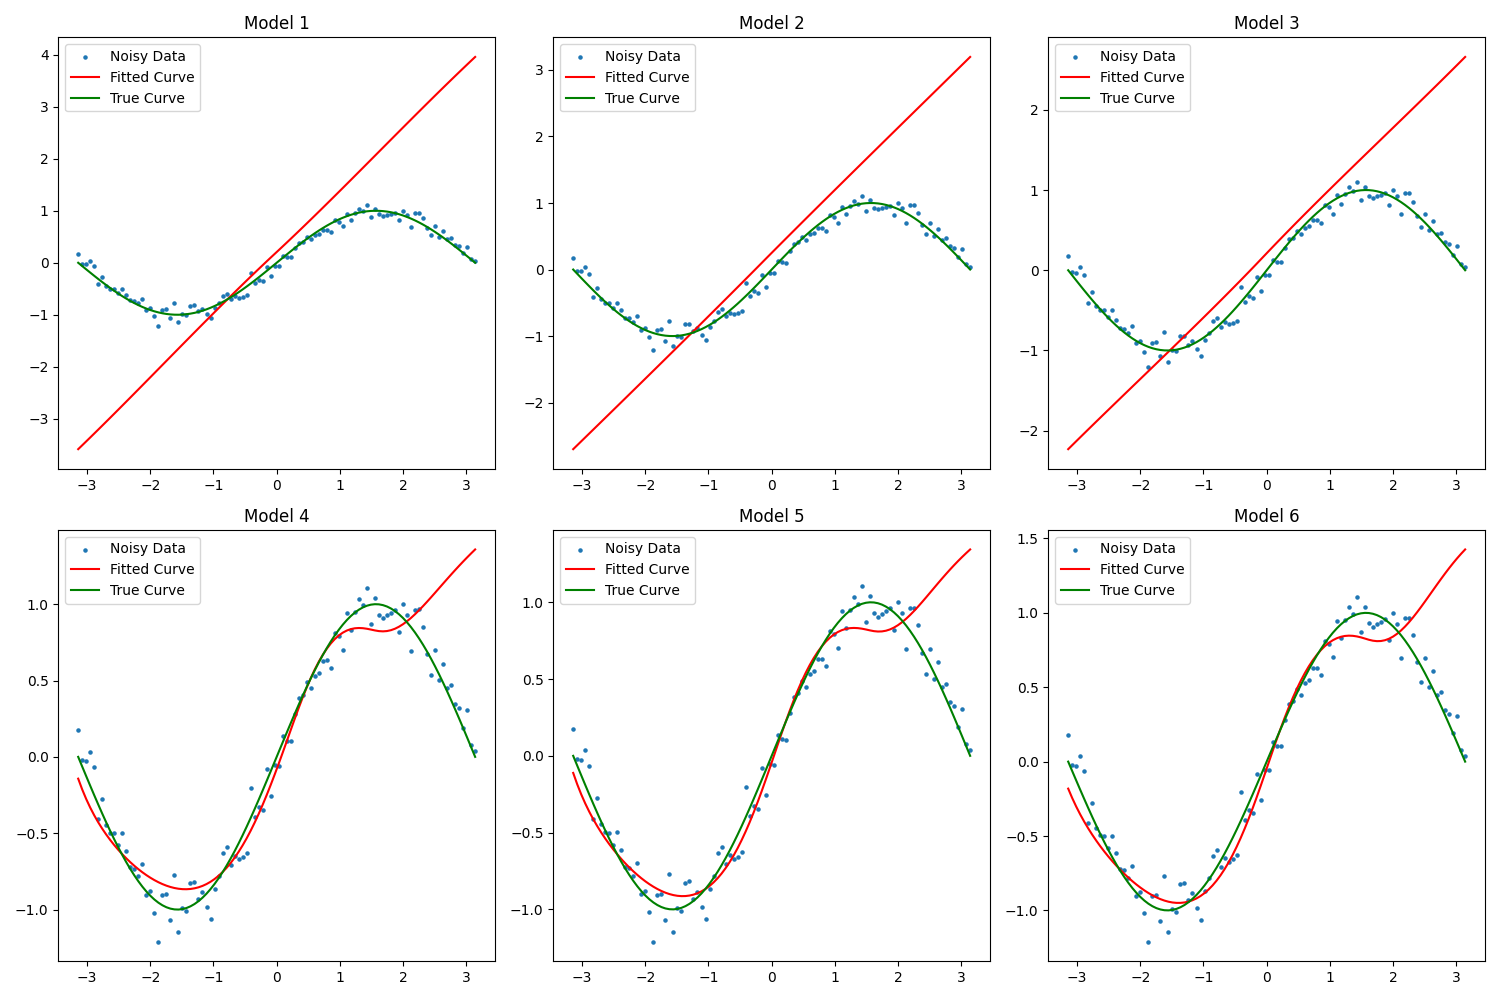 Model 1
4
3
2
1
0
−1
−2
−3
−3 −2 −1 0 1 2 3
Noisy Data
Fitted Curve
True Curve
Model 2
3
2
1
0
−1
−2
−3 −2 −1 0 1 2 3
Noisy Data
Fitted Curve
True Curve
Model 3
2
1
0
−1
−2
−3 −2 −1 0 1 2 3
Noisy Data
Fitted Curve
True Curve
Model 4
1.0
0.5
0.0
−0.5
−1.0
−3 −2 −1 0 1 2 3
Noisy Data
Fitted Curve
True Curve
Model 5
1.0
0.5
0.0
−0.5
−1.0
−3 −2 −1 0 1 2 3
Noisy Data
Fitted Curve
True Curve
Model 6
1.5
1.0
0.5
0.0
−0.5
−1.0
−3 −2 −1 0 1 2 3
Noisy Data
Fitted Curve
True Curve